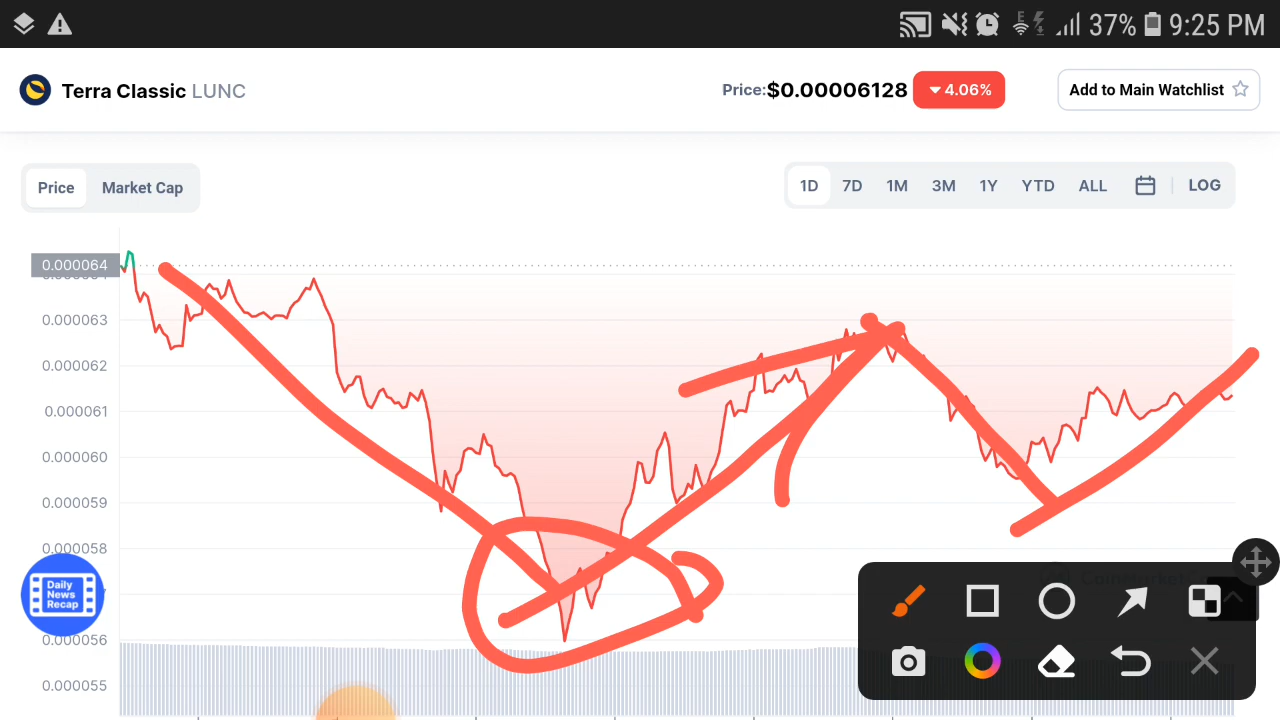 E 37% 9:25 PM
Terra Classic LUNC
Price:$0.00006128 4.06%
Add to Main Watchlist
Price Market Cap
1D 7D 1M 3M 1Y YTD ALL LOG
0.000064
0.000063
0.000062
0.000061
0.000060
0.000059
0.000058
Daily
News
Recap
0.000056
0.000055